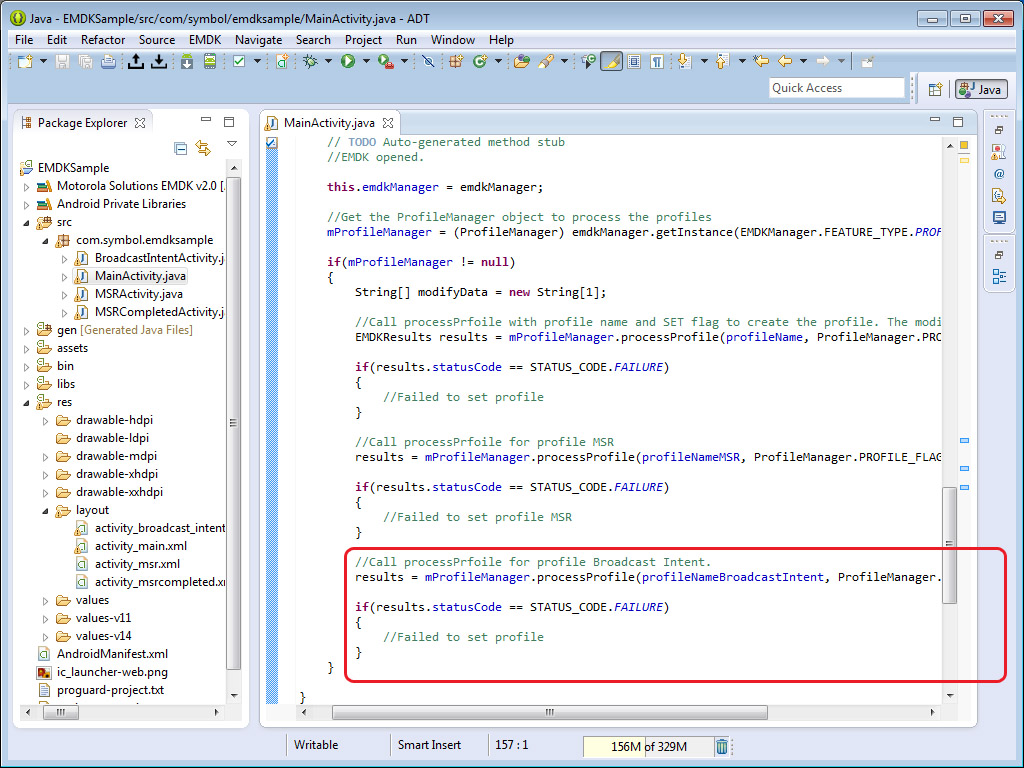 Java - EMDKSample/src/com/symbol/emdksample/MainActivity.java - ADT
File Edit Refactor Source EMDK Navigate Search Project Run Window Help
Quick Access
Java
Package Explorer
EMDKSample
Motorola Solutions EMDK v2.0 [
Android Private Libraries
src
com.symbol.emdksample
BroadcastIntentActivity.j
MainActivity.java
MSRActivity.java
MSRCompletedActivity.j
gen [Generated Java Files]
assets
bin
libs
res
drawable-hdpi
drawable-ldpi
drawable-mdpi
drawable-xhdpi
drawable-xxhdpi
layout
activity_broadcast_intent
activity_main.xml
activity_msr.xml
activity_msrcompleted.x
values
values-v11
values-v14
AndroidManifest.xml
ic_launcher-web.png
proguard-project.txt
MainActivity.java
// TODO Auto-generated method stub
//EMDK opened.
this.emdkManager = emdkManager;
//Get the ProfileManager object to process the profiles
mProfileManager = (ProfileManager) emdkManager.getInstance(EMDKManager.FEATURE_TYPE.PROF
if(mProfileManager != null)
{
String[] modifyData = new String[1];
//Call processPrfoile with profile name and SET flag to create the profile. The modi
EMDKResults results = mProfileManager.processProfile(profileName, ProfileManager.PRO
if(results.statusCode == STATUS_CODE.FAILURE)
{
//Failed to set profile
}
//Call processPrfoile for profile MSR
results = mProfileManager.processProfile(profileNameMSR, ProfileManager.PROFILE_FLAG
if(results.statusCode == STATUS_CODE.FAILURE)
{
//Failed to set profile MSR
}
//Call processPrfoile for profile Broadcast Intent.
results = mProfileManager.processProfile(profileNameBroadcastIntent, ProfileManager.
if(results.statusCode == STATUS_CODE.FAILURE)
{
//Failed to set profile
}
}
}
Writable
Smart Insert
157 : 1
156M of 329M